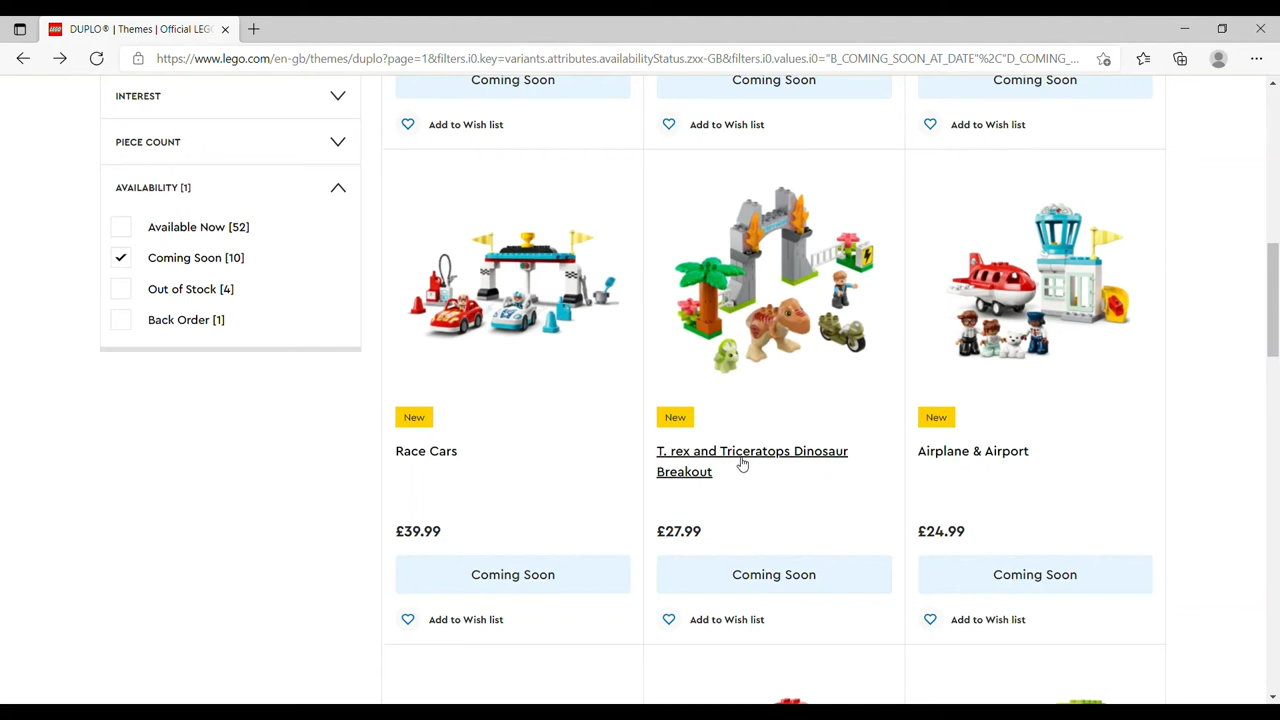 DUPLO® | Themes | Official LEG
https://www.lego.com/en-gb/themes/duplo?page=1&filters.i0.key=variants.attributes.availabilityStatus.zxx-GB&filters.i0.values.i0="B_COMING_SOON_AT_DATE"%2C"D_COMING_...
Coming Soon Coming Soon Coming Soon
INTEREST
Add to Wish list Add to Wish list Add to Wish list
PIECE COUNT
AVAILABILITY [1]
Available Now [52]
Coming Soon [10]
Out of Stock [4]
Back Order [1]
New New New
Race Cars T. rex and Triceratops Dinosaur Airplane & Airport
Breakout
£39.99 £27.99 £24.99
Coming Soon Coming Soon Coming Soon
Add to Wish list Add to Wish list Add to Wish list